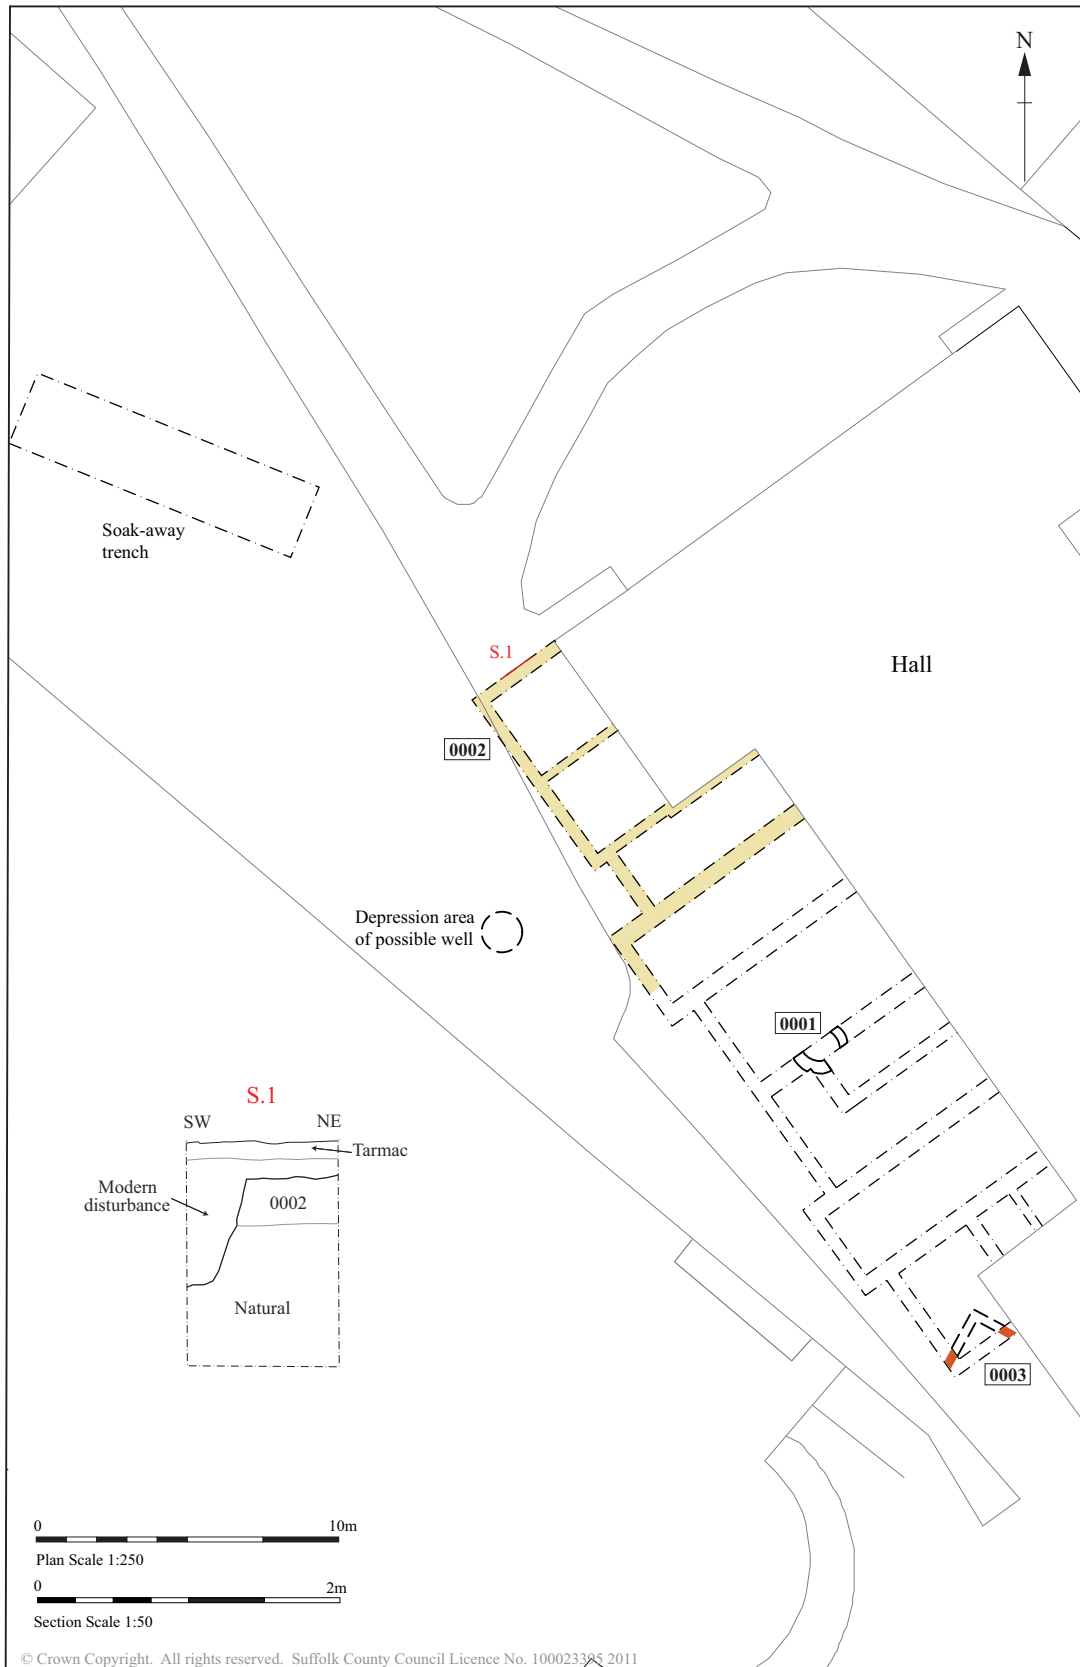 N
Soak-away
trench
S.1
Hall
0002
Depression area
of possible well
0001
S.1
SW NE
Tarmac
Modern
disturbance
0002
Natural
0003
0 10m
Plan Scale 1:250
0 2m
Section Scale 1:50
© Crown Copyright. All rights reserved. Suffolk County Council Licence No. 100023395 2011